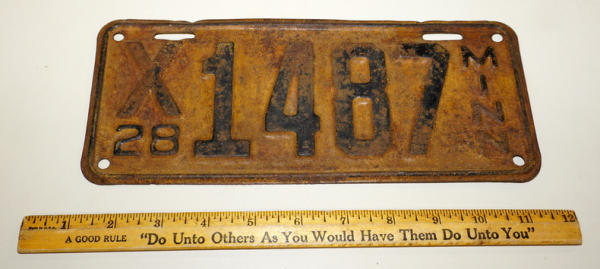 X 1487 MINN
28
1 2 3 4 5 6 7 8 9 10 11 12
A GOOD RULE "Do Unto Others As You Would Have Them Do Unto You"